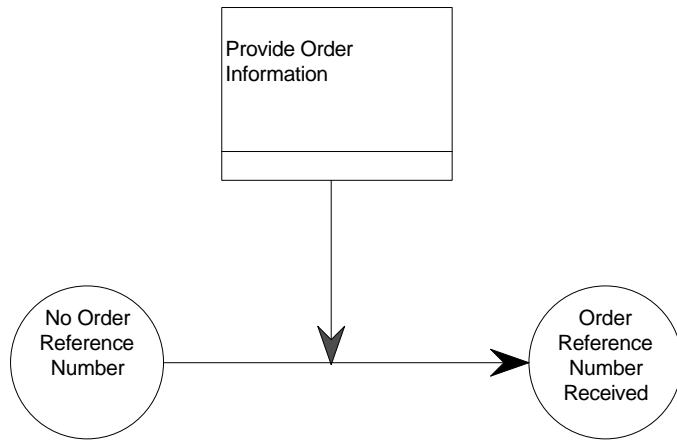 Provide Order
Information
No Order
Reference
Number
Order
Reference
Number
Received